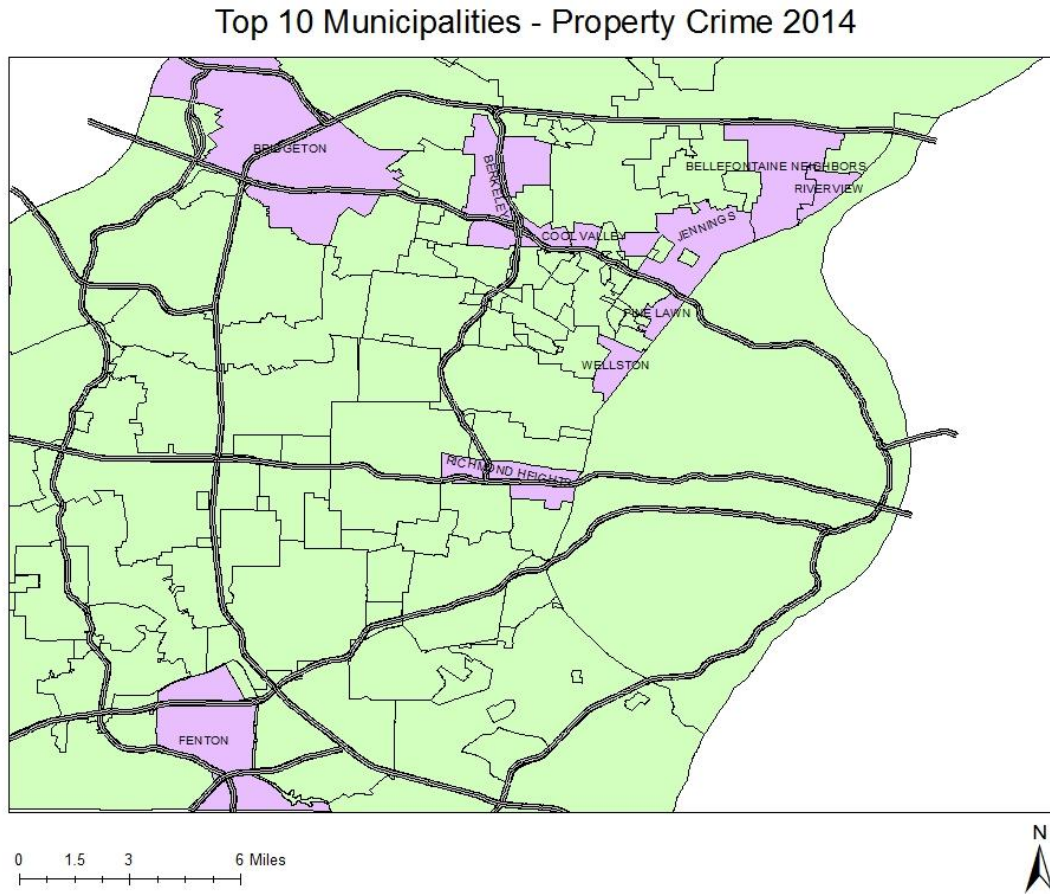 Top 10 Municipalities - Property Crime 2014
BRIDGETON
BERKELEY
BELLEFONTAINE NEIGHBORS
RIVERVIEW
JENNINGS
COOL VALLEY
PINE LAWN
WELLSTON
RICHMOND HEIGHTS
FENTON
0 1.5 3 6 Miles
N